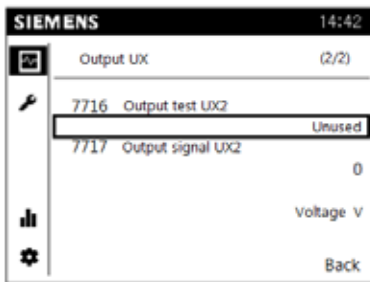 SIEMENS 14:42
Output UX (2/2)
7716 Output test UX2
Unused
7717 Output signal UX2
0
Voltage V
Back